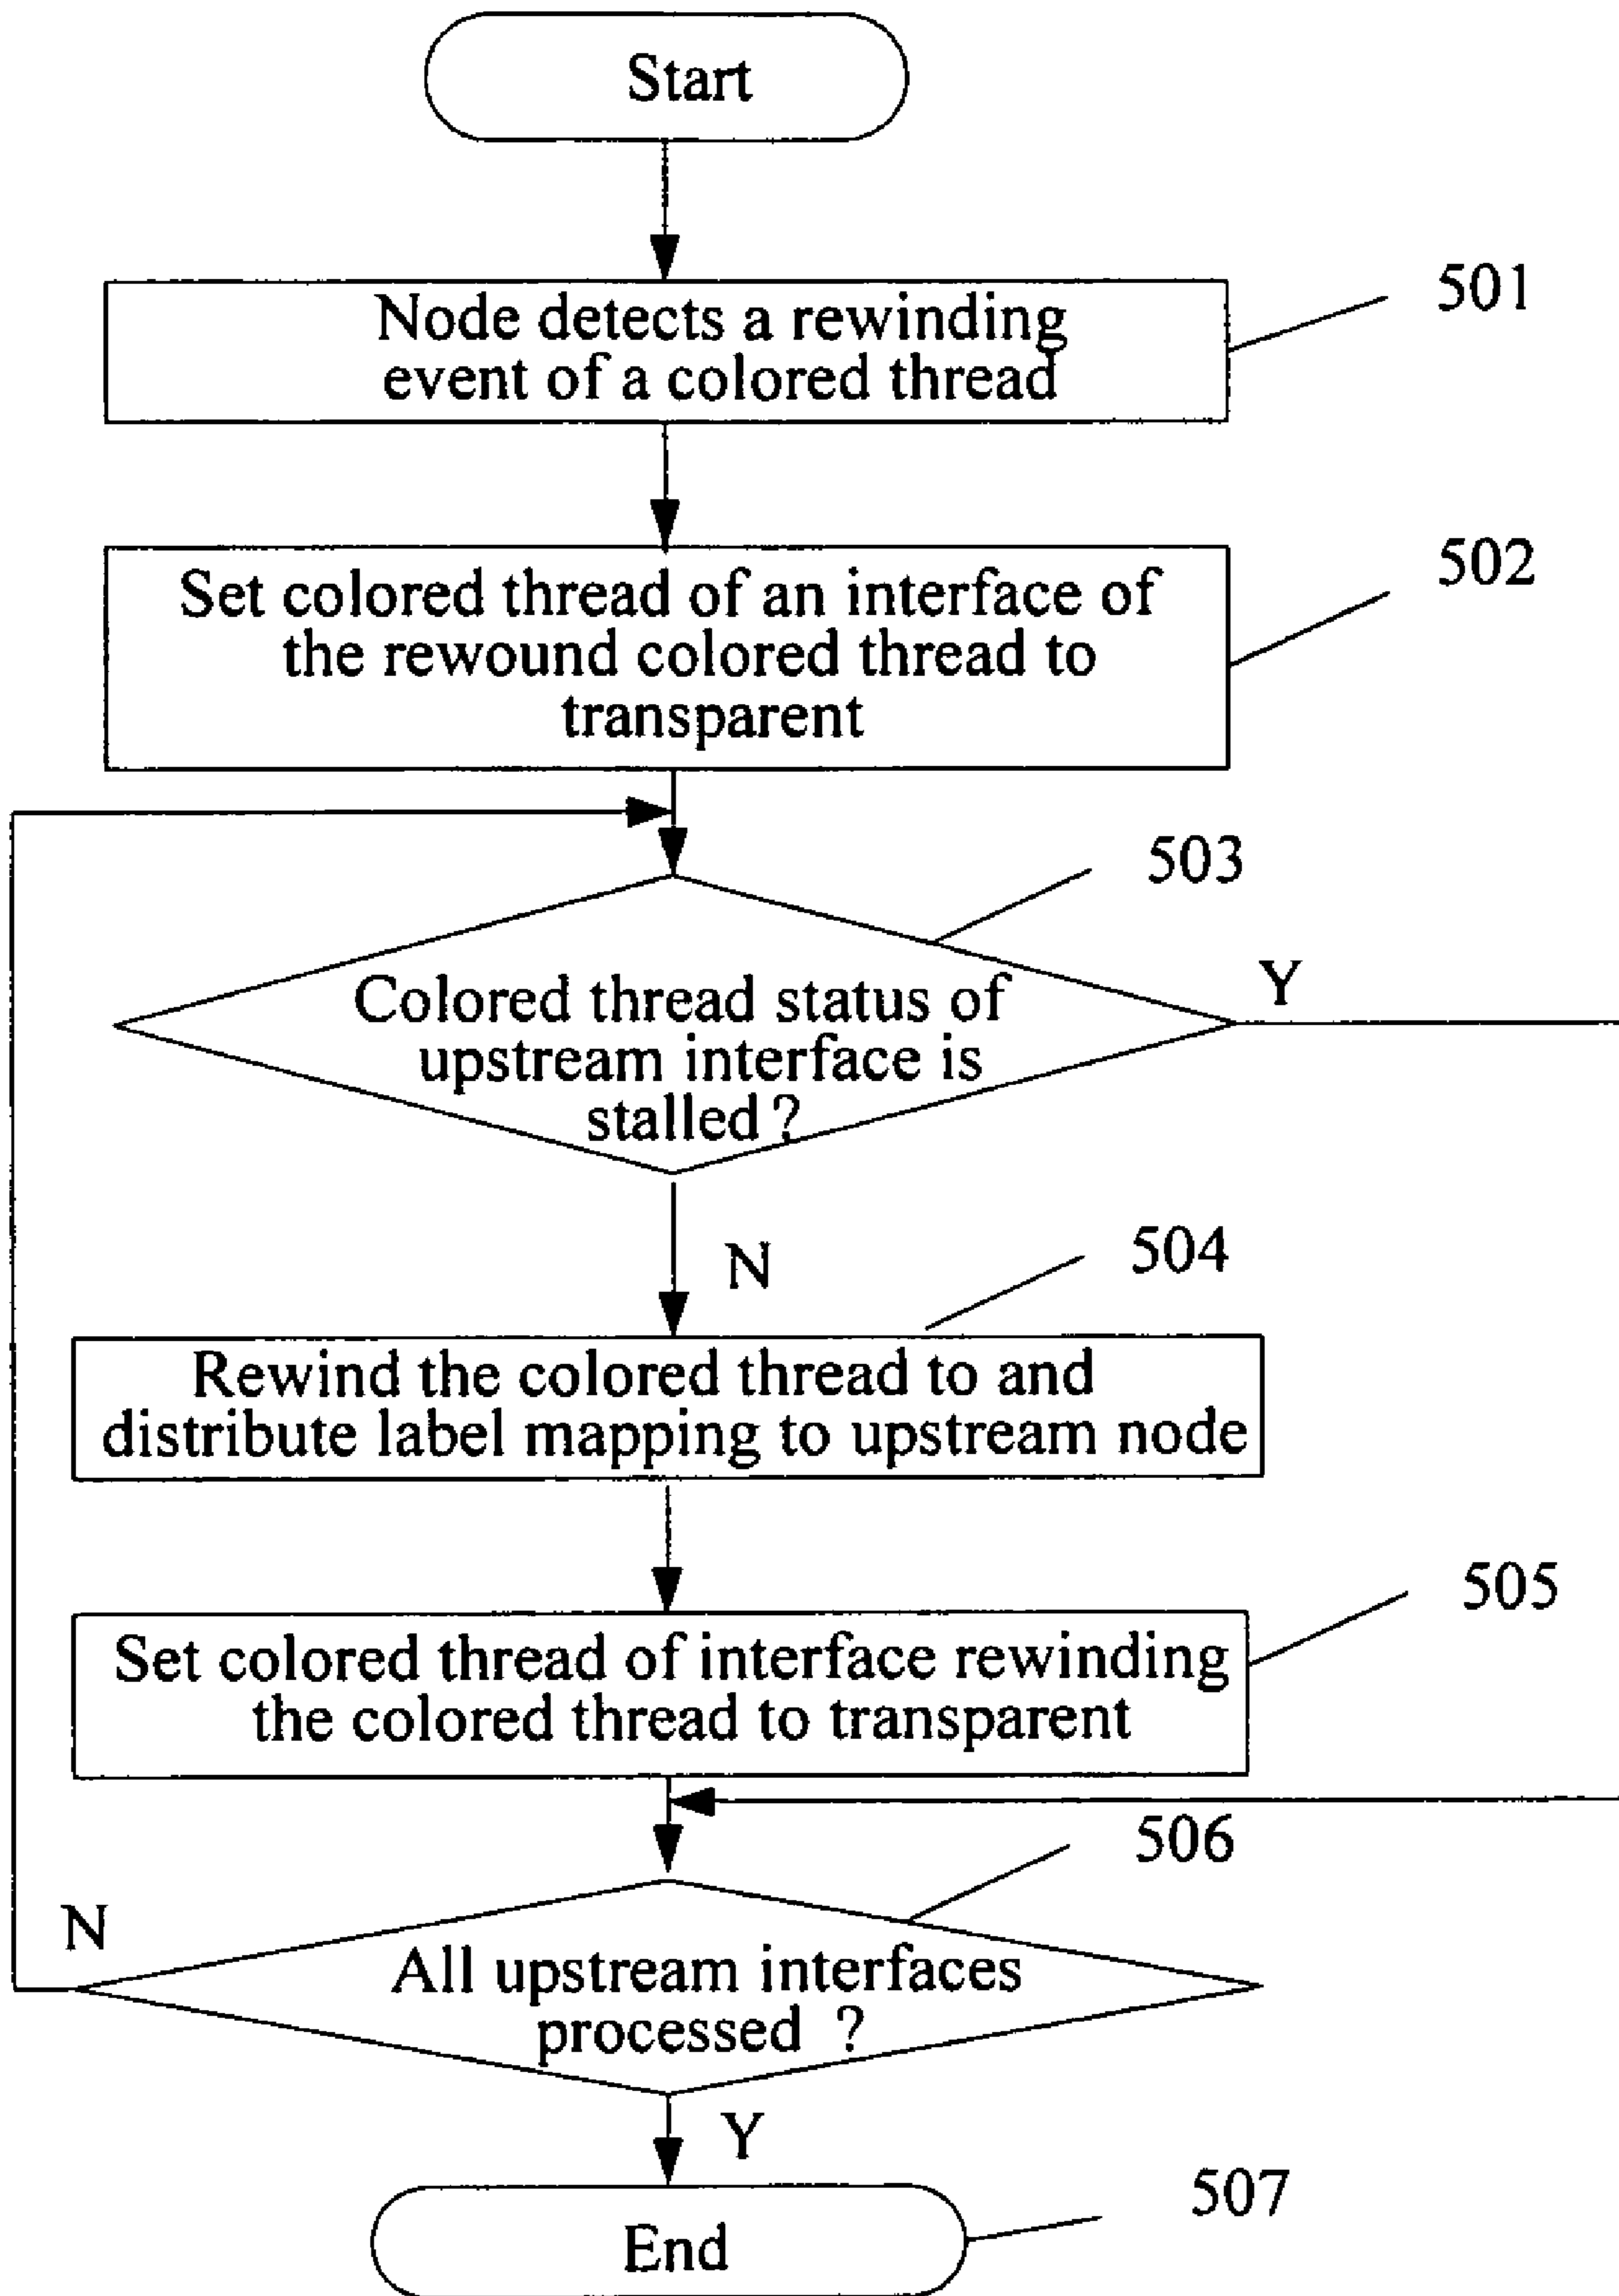 Start
Node detects a rewinding
event of a colored thread
501
Set colored thread of an interface of
the rewound colored thread to
transparent
502
503
Colored thread status of
upstream interface is
stalled ?
Y
N
504
Rewind the colored thread to and
distribute label mapping to upstream node
Set colored thread of interface rewinding
the colored thread to transparent
505
506
N
All upstream interfaces
processed ?
Y
End
507